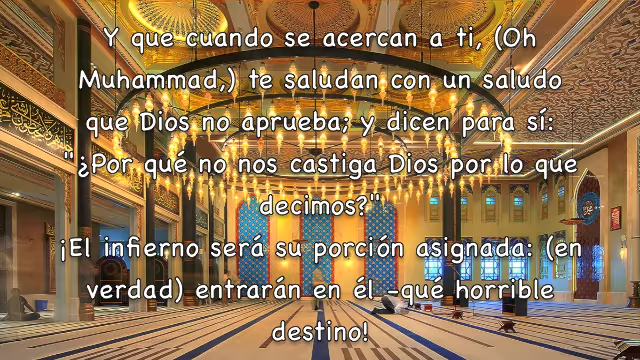 Y que cuando se acercan a ti, (Oh
Muhammad,) te saludan con un saludo
que Dios no aprueba; y dicen para sí:
"¿Por qué no nos castiga Dios por lo que
decimos?"
¡El infierno será su porción asignada: (en
verdad) entrarán en él -qué horrible
destino!